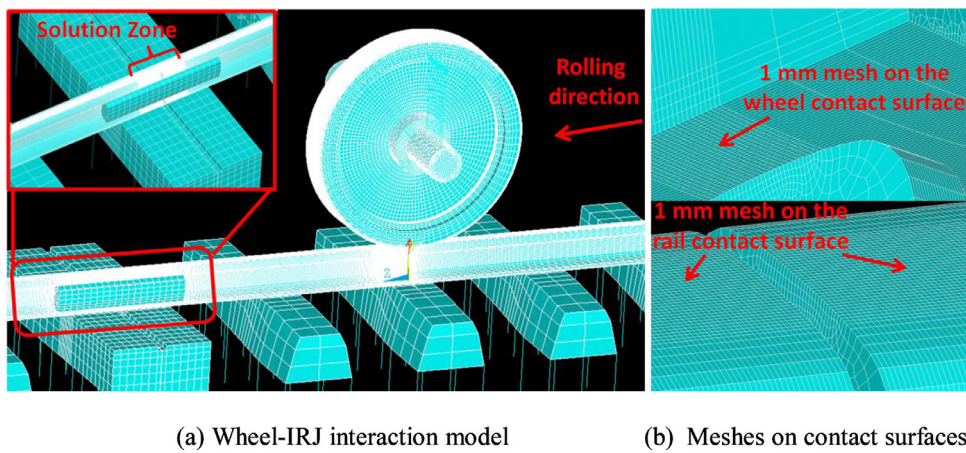 Solution Zone
Rolling
direction
Z
1 mm mesh on the
wheel contact surface
1 mm mesh on the
rail contact surface
(a) Wheel-IRJ interaction model
(b) Meshes on contact surfaces